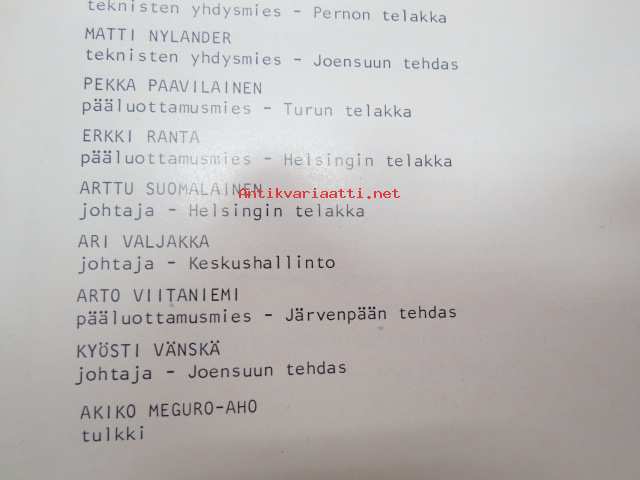 teknisten yhdysmies - Pernon telakka
MATTI NYLANDER
teknisten yhdysmies - Joensuun tehdas
PEKKA PAAVILAINEN
pääluottamusmies - Turun telakka
ERKKI RANTA
pääluottamusmies - Helsingin telakka
ARTTU SUOMALAINEN
Antikvariaatti.net
johtaja - Helsingin telakka
ARI VALJAKKA
johtaja - Keskushallinto
ARTO VIITANIEMI
pääluottamusmies - Järvenpään tehdas
KYÖSTI VÄNSKÄ
johtaja - Joensuun tehdas
AKIKO MEGURO-AHO
tulkki